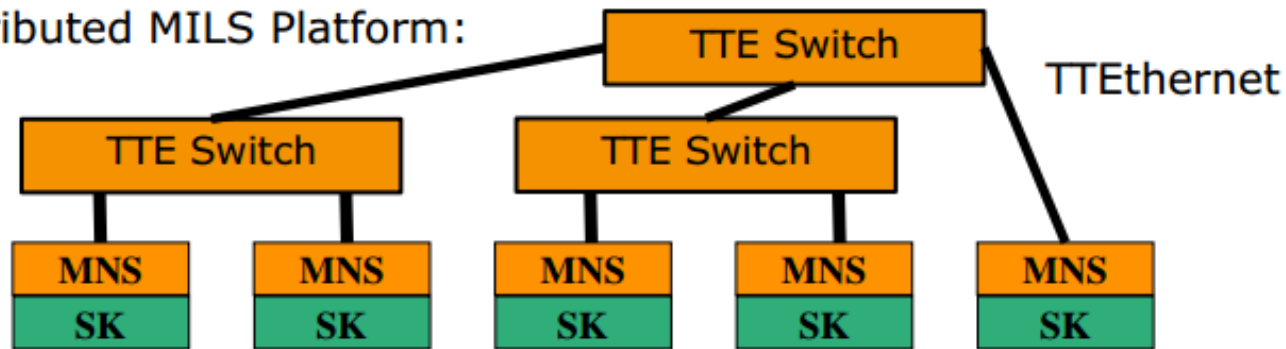 ributed MILS Platform:
TTE Switch
TTEthernet
TTE Switch
TTE Switch
MNS
MNS
MNS
MNS
MNS
SK
SK
SK
SK
SK